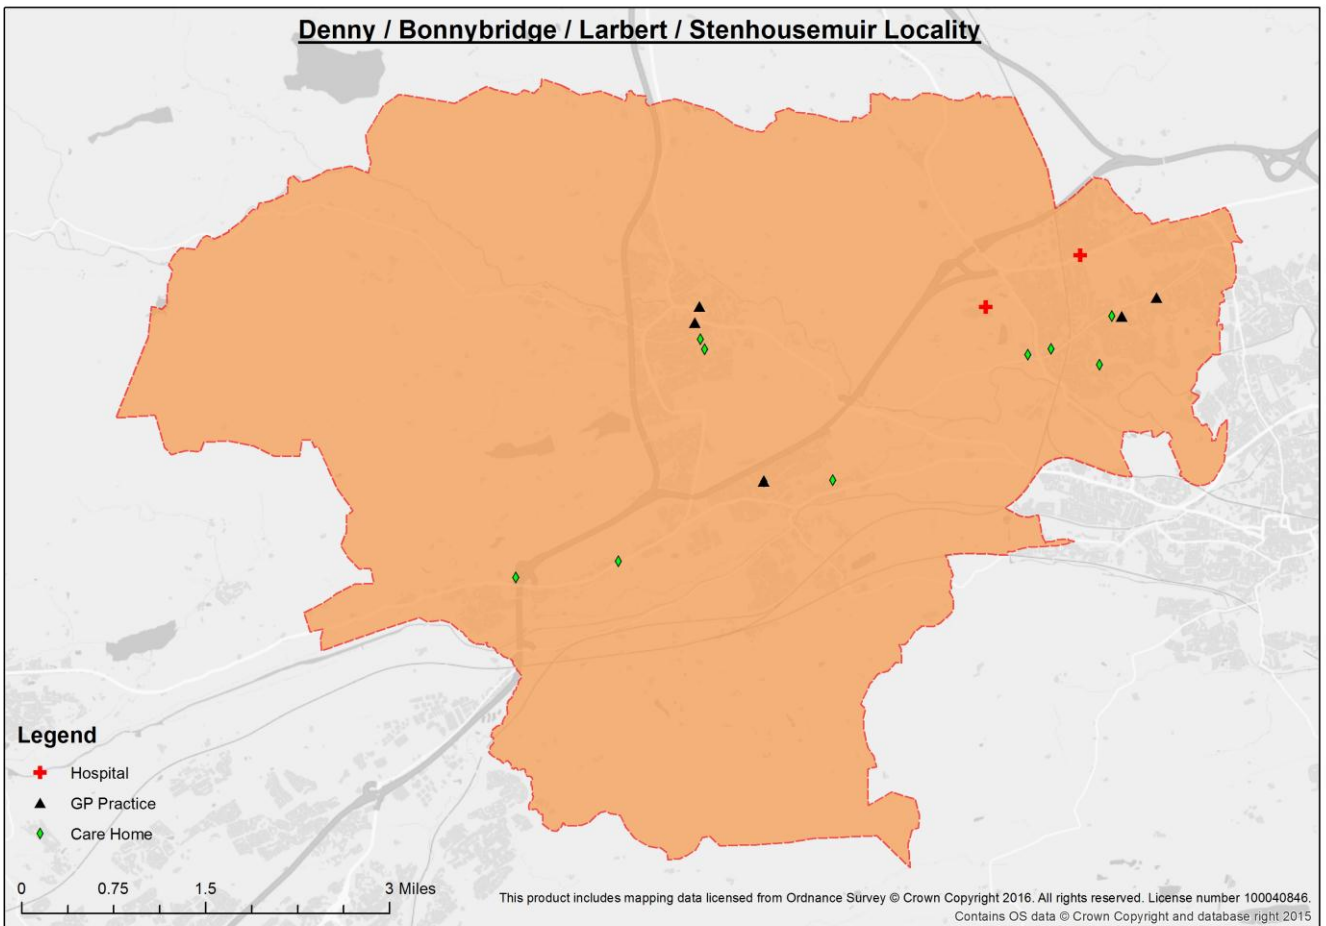 Denny / Bonnybridge / Larbert / Stenhousemuir Locality
Legend
Hospital
GP Practice
Care Home
0 0.75 1.5 3 Miles
This product includes mapping data licensed from Ordnance Survey © Crown Copyright 2016. All rights reserved. License number 100040846.
Contains OS data © Crown Copyright and database right 2015